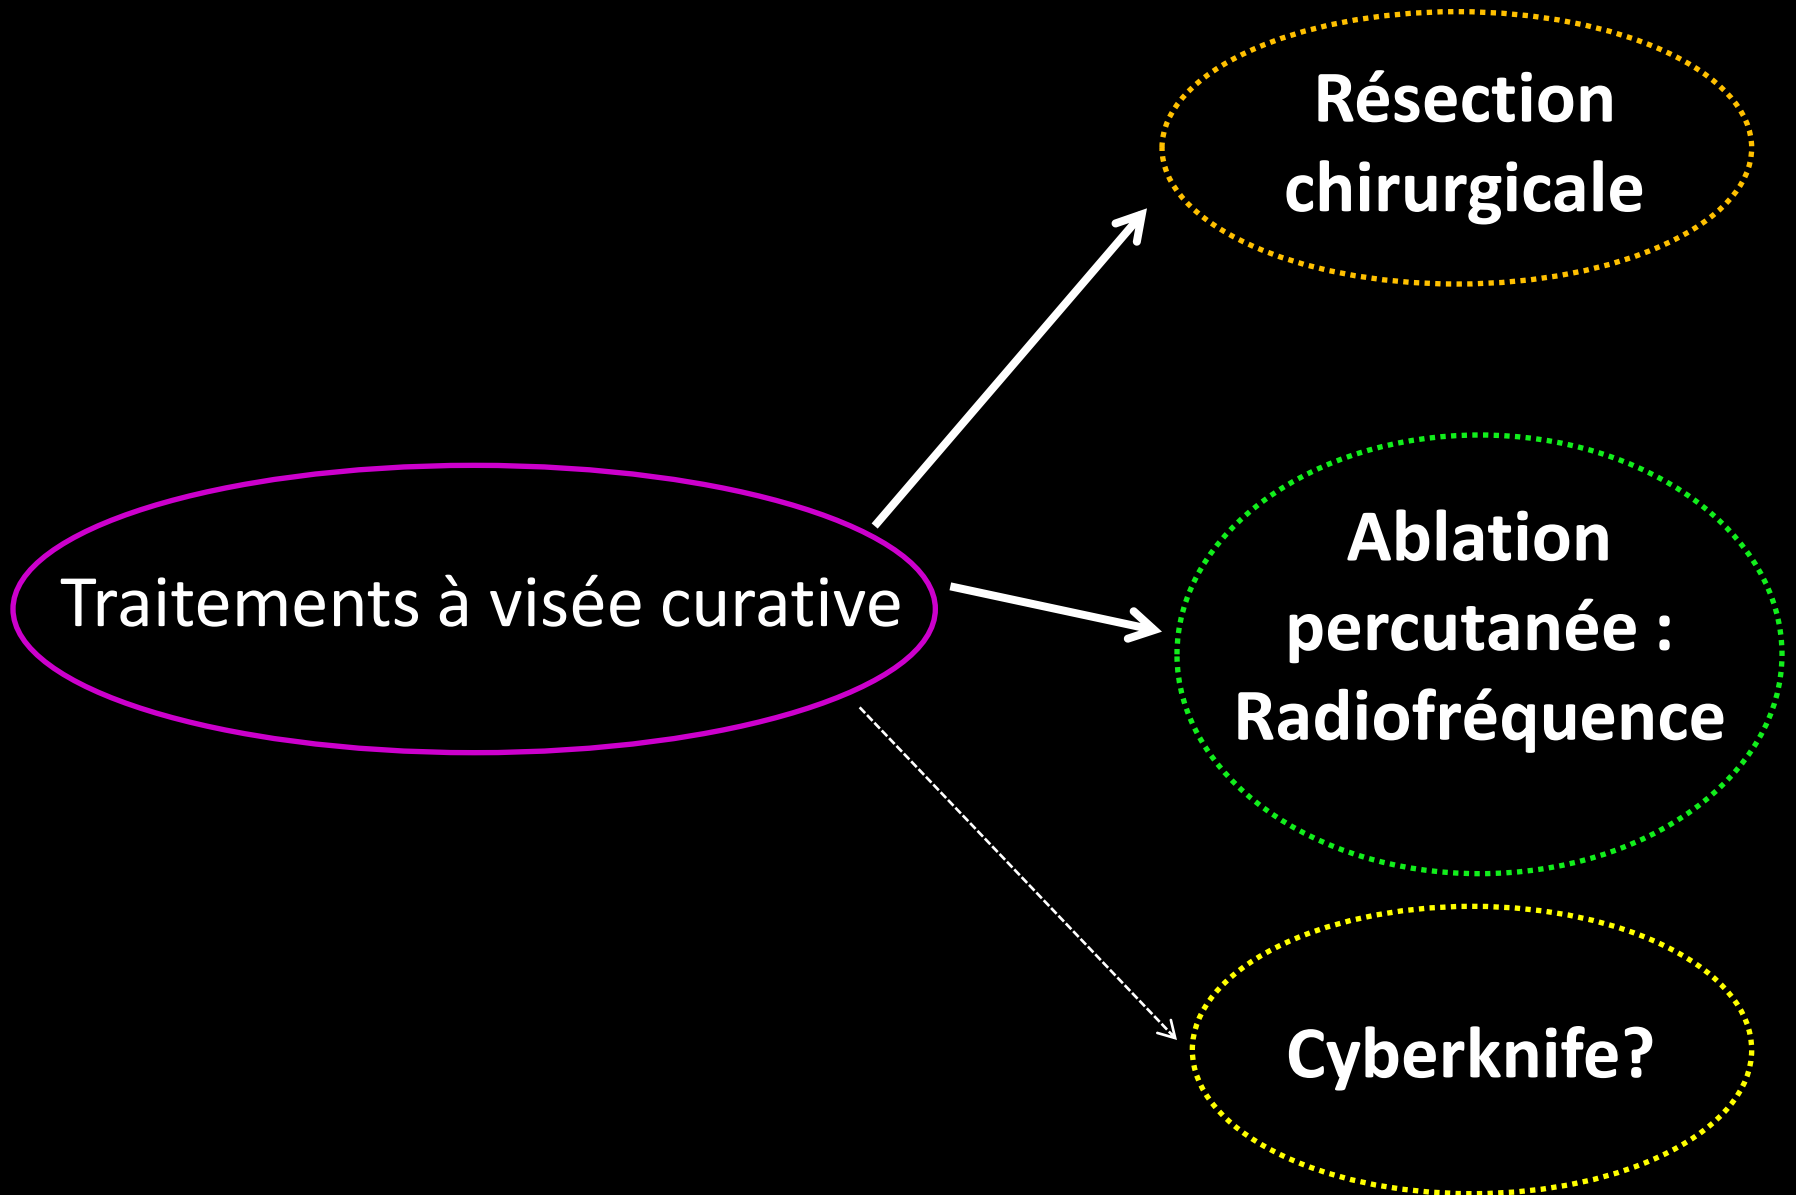 Résection
chirurgicale
Traitements à visée curative
Ablation
percutanée :
Radiofréquence
Cyberknife?